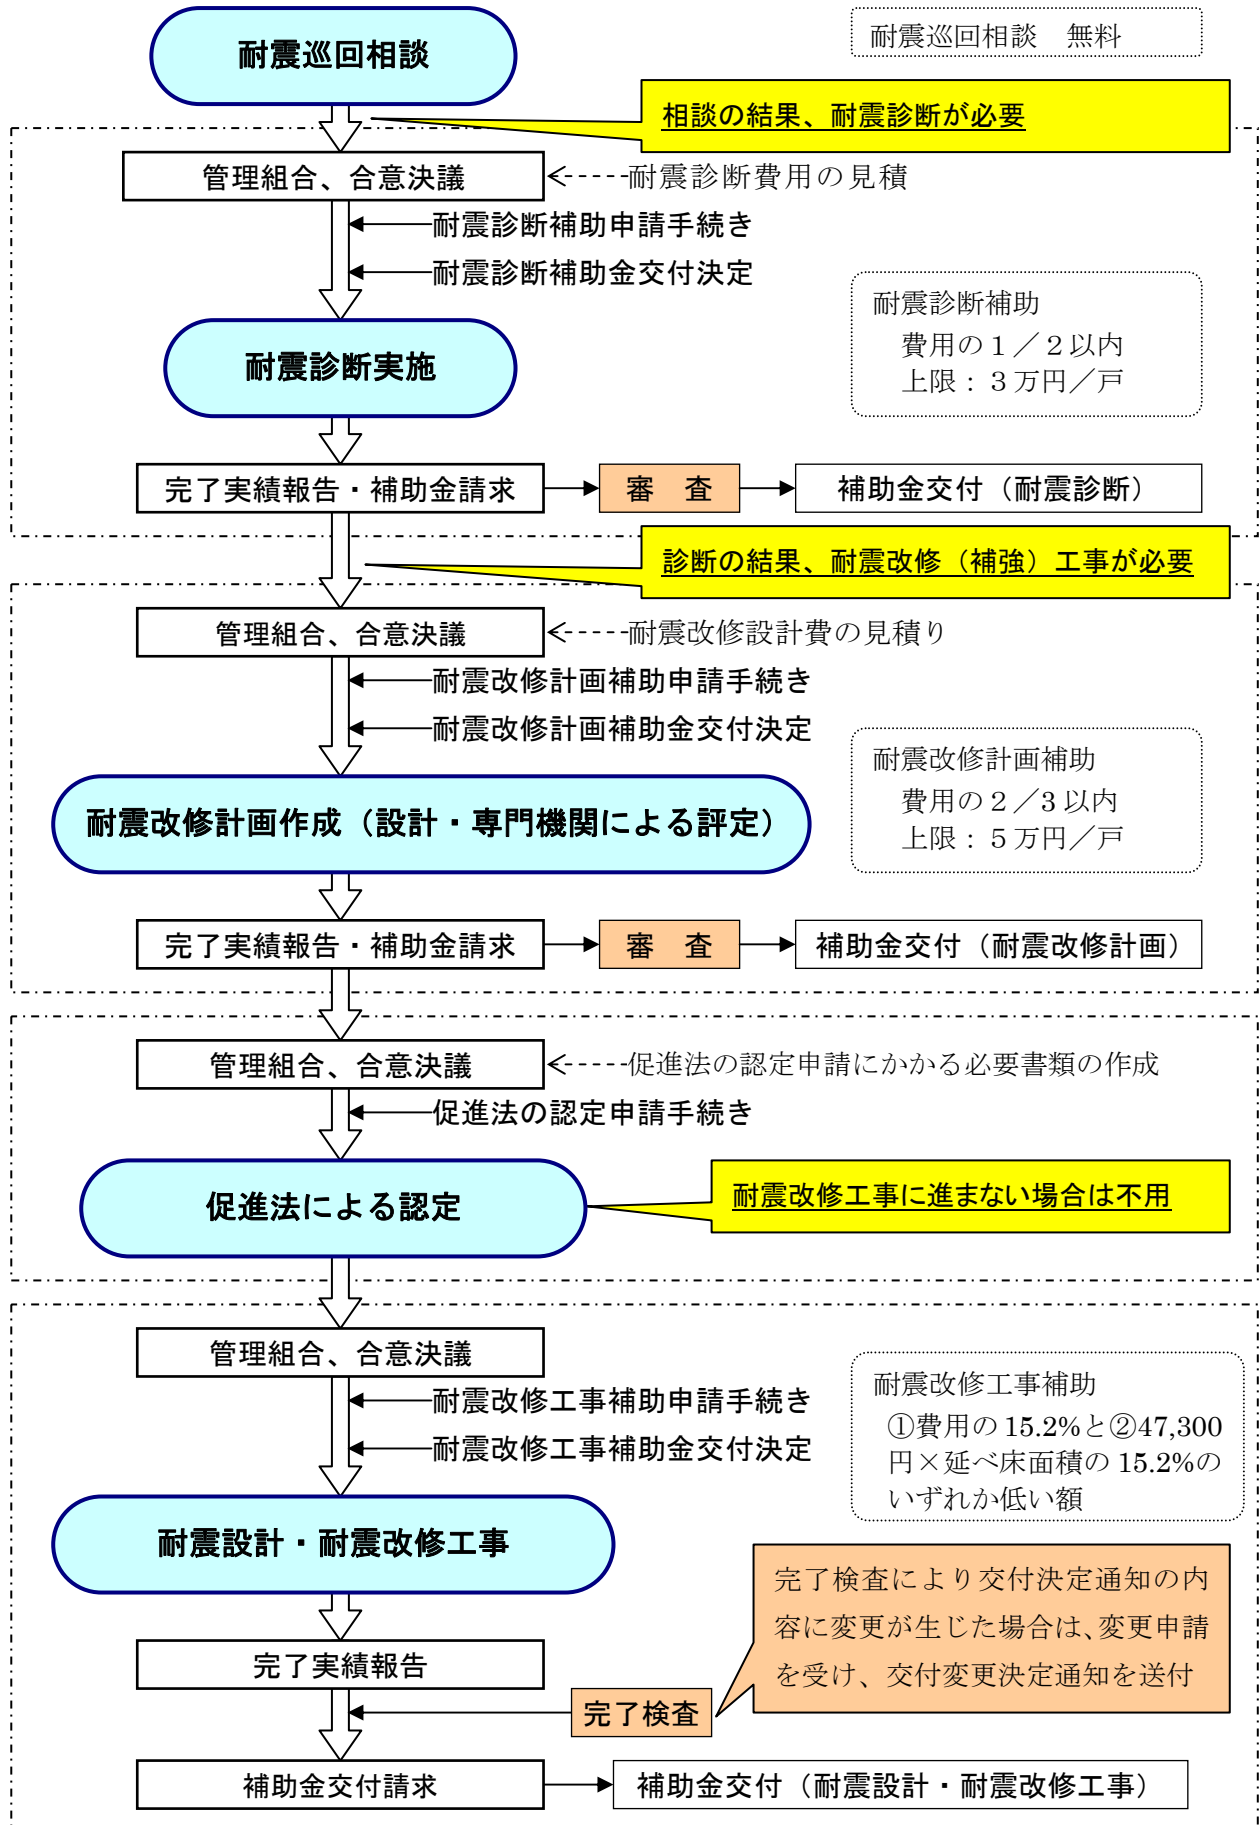 耐震巡回相談
耐震巡回相談　無料
相談の結果、耐震診断が必要
管理組合、合意決議
耐震診断費用の見積
耐震診断補助申請手続き
耐震診断補助金交付決定
耐震診断補助
費用の１／２以内
上限：３万円／戸
耐震診断実施
完了実績報告・補助金請求
審　査
補助金交付（耐震診断）
診断の結果、耐震改修（補強）工事が必要
管理組合、合意決議
耐震改修設計費の見積り
耐震改修計画補助申請手続き
耐震改修計画補助金交付決定
耐震改修計画補助
費用の２／3以内
上限：５万円／戸
耐震改修計画作成（設計・専門機関による評定）
完了実績報告・補助金請求
審　査
補助金交付（耐震改修計画）
管理組合、合意決議
促進法の認定申請にかかる必要書類の作成
促進法の認定申請手続き
促進法による認定
耐震改修工事に進まない場合は不用
管理組合、合意決議
耐震改修工事補助申請手続き
耐震改修工事補助金交付決定
耐震改修工事補助
①費用の 15.2%と②47,300
円×延べ床面積の 15.2%の
いずれか低い額
耐震設計・耐震改修工事
完了検査により交付決定通知の内
容に変更が生じた場合は、変更申請
を受け、交付変更決定通知を送付
完了実績報告
完了検査
補助金交付請求
補助金交付（耐震設計・耐震改修工事）